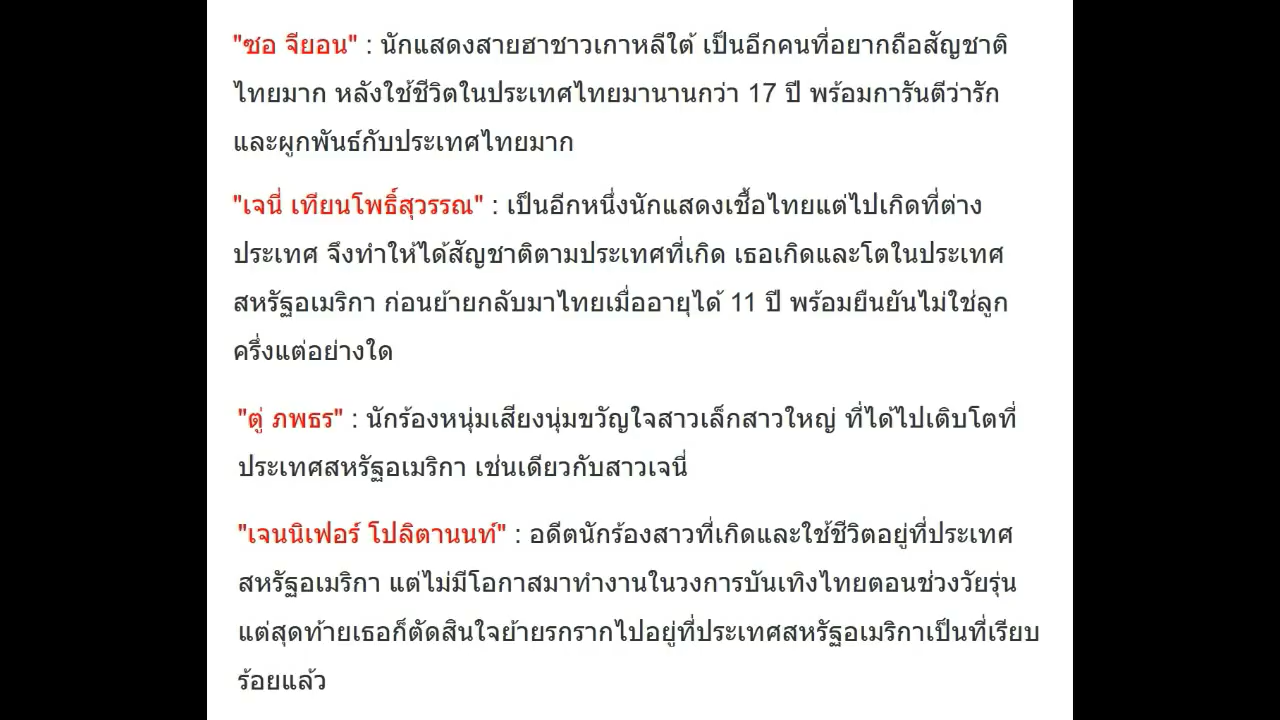 "ซอ จียอน" : นักแสดงสายฮาชาวเกาหลีใต้ เป็นอีกคนที่อยากถือสัญชาติ
ไทยมาก หลังใช้ชีวิตในประเทศไทยมานานกว่า 17 ปี พร้อมการันตีว่ารัก
และผูกพันธ์กับประเทศไทยมาก
"เจนี่ เทียนโพธิ์สุวรรณ" : เป็นอีกหนึ่งนักแสดงเชื้อไทยแต่ไปเกิดที่ต่าง
ประเทศ จึงทำให้ได้สัญชาติตามประเทศที่เกิด เธอเกิดและโตในประเทศ
สหรัฐอเมริกา ก่อนย้ายกลับมาไทยเมื่ออายุได้ 11 ปี พร้อมยืนยันไม่ใช่ลูก
ครึ่งแต่อย่างใด
"ตู่ ภพธร" : นักร้องหนุ่มเสียงนุ่มขวัญใจสาวเล็กสาวใหญ่ ที่ได้ไปเติบโตที่
ประเทศสหรัฐอเมริกา เช่นเดียวกับสาวเจนี่
"เจนนิเฟอร์ โปลิตานนท์" : อดีตนักร้องสาวที่เกิดและใช้ชีวิตอยู่ที่ประเทศ
สหรัฐอเมริกา แต่ไม่มีโอกาสมาทำงานในวงการบันเทิงไทยตอนช่วงวัยรุ่น
แต่สุดท้ายเธอก็ตัดสินใจย้ายรกรากไปอยู่ที่ประเทศสหรัฐอเมริกาเป็นที่เรียบ
ร้อยแล้ว